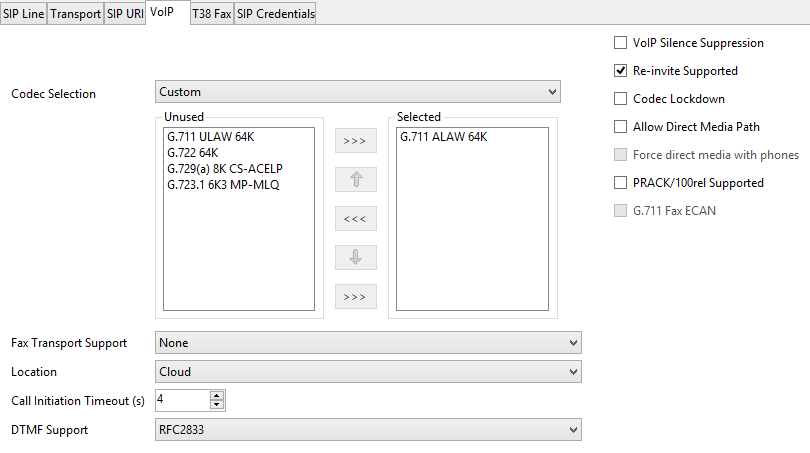 SIP Line Transport SIP URI VoIP T38 Fax SIP Credentials
VoIP Silence Suppression
Re-invite Supported
Codec Lockdown
Allow Direct Media Path
Force direct media with phones
PRACK/100rel Supported
G.711 Fax ECAN
Codec Selection Custom
Unused
G.711 ULAW 64K
G.722 64K
G.729(a) 8K CS-ACELP
G.723.1 6K3 MP-MLQ
>>>
<<<
>>>
Selected
G.711 ALAW 64K
Fax Transport Support None
Location Cloud
Call Initiation Timeout (s) 4
DTMF Support RFC2833